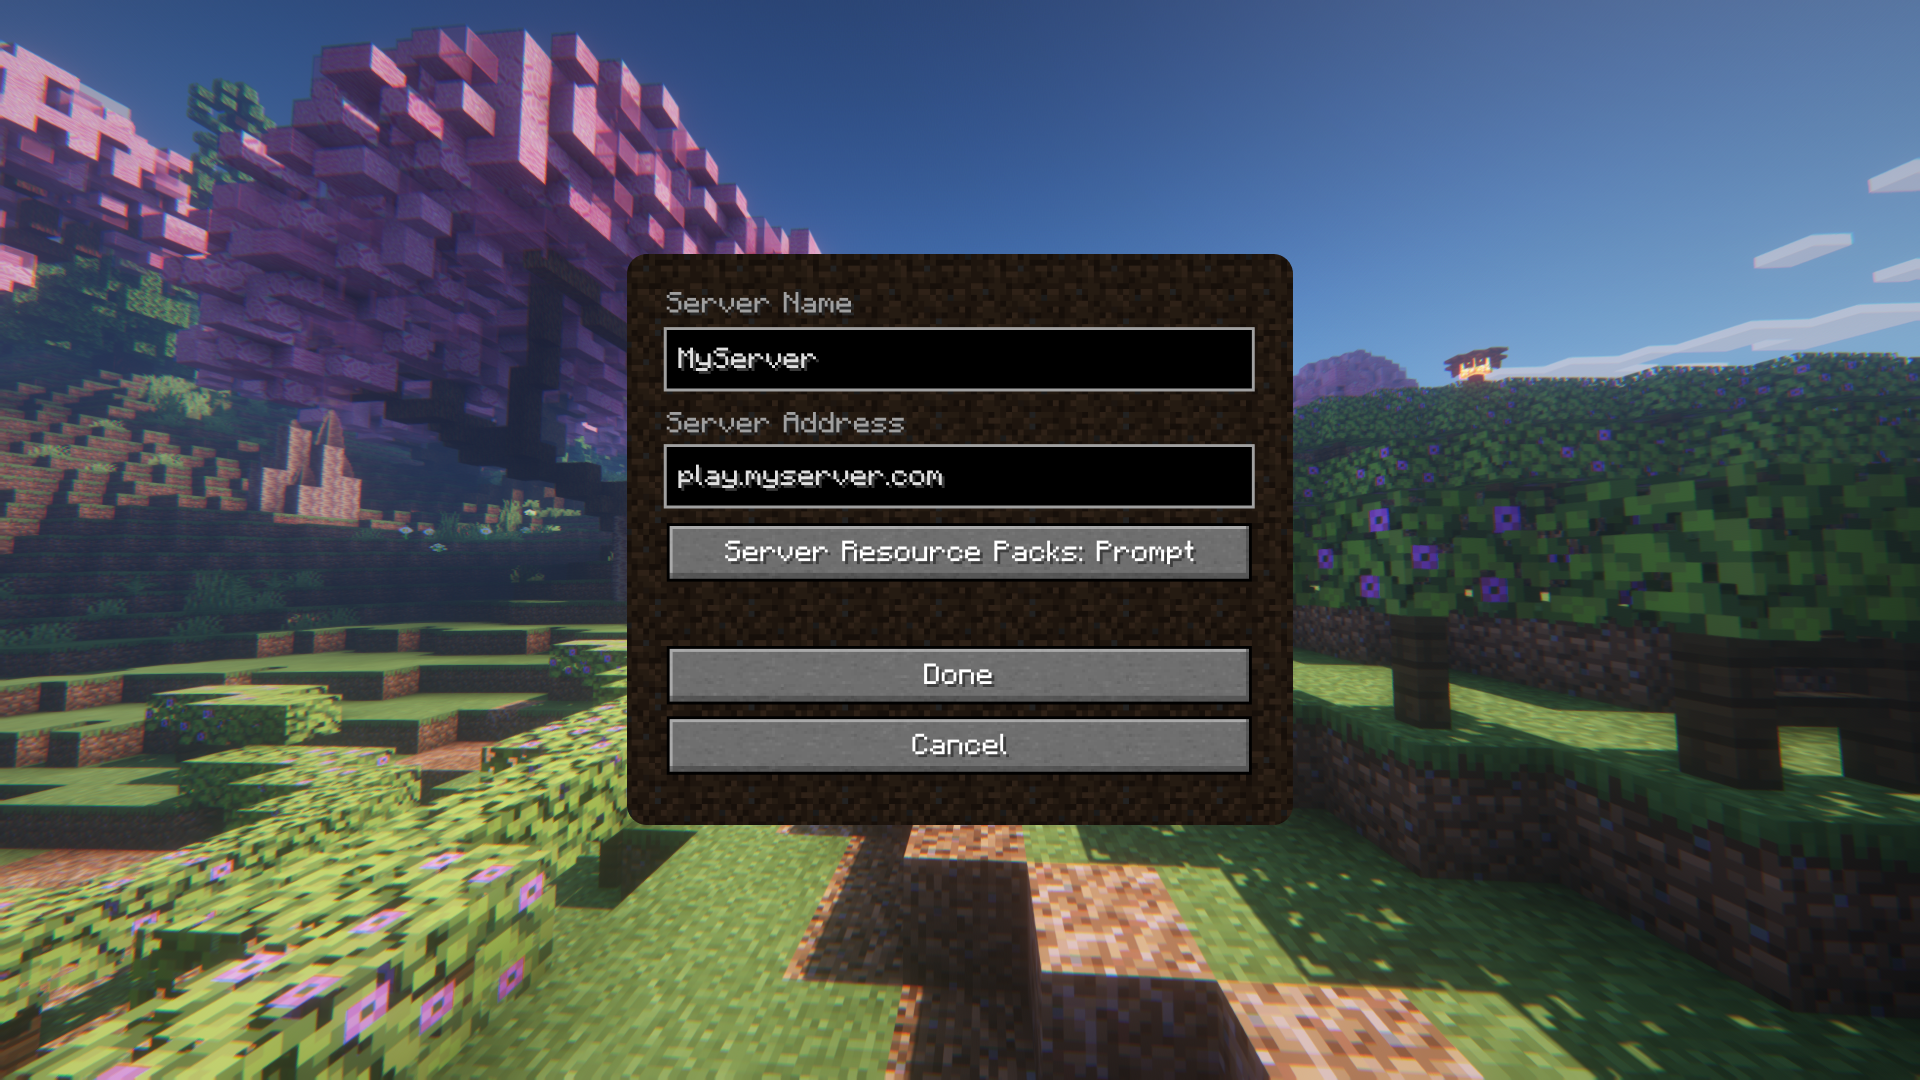 Server Name
MyServer
Server Address
play.myserver.com
Server Resource Packs: Prompt
Done
Cancel